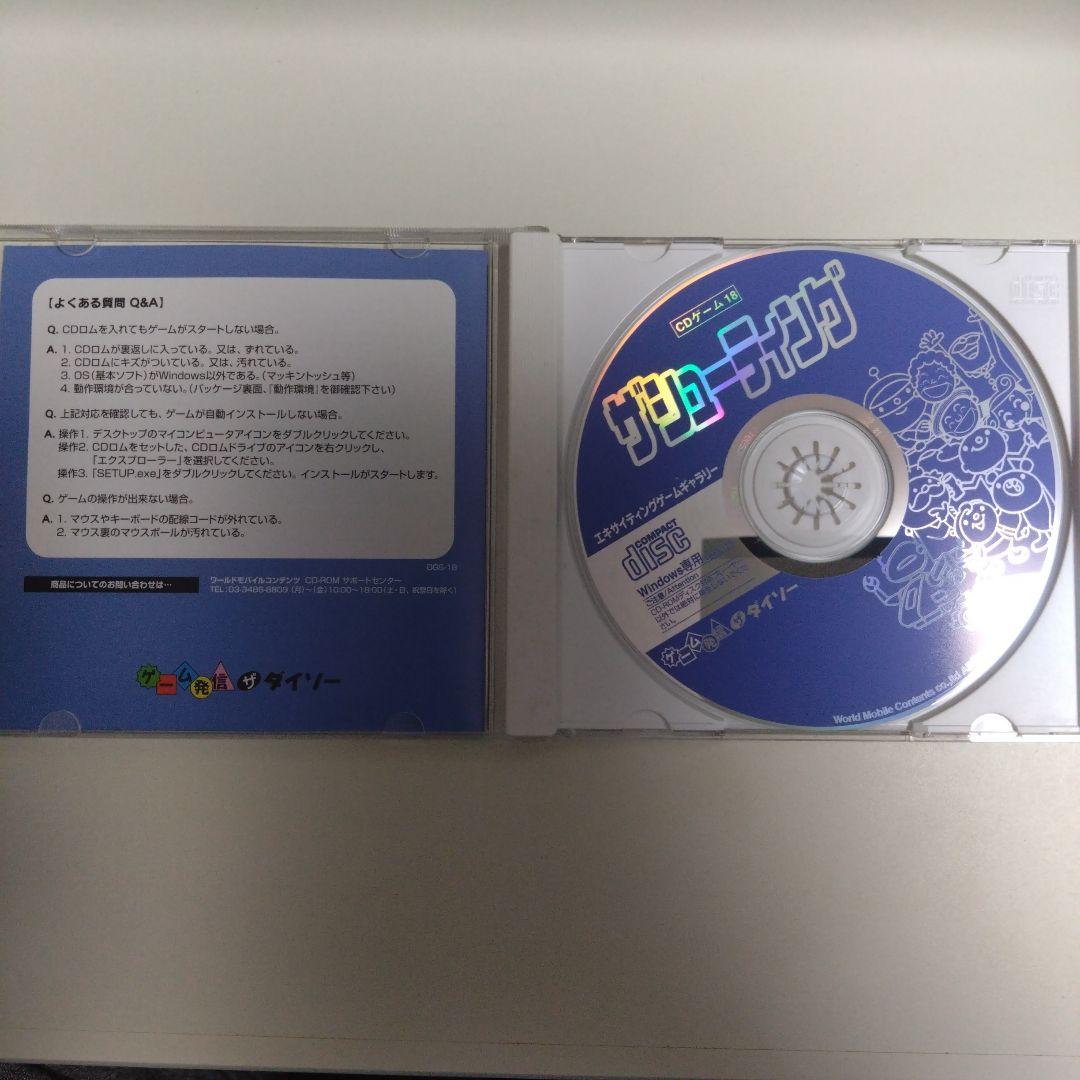 【よくある質問 Q&A】
Q. CDロムを入れてもゲームがスタートしない場合。
A. 1. CDロムが裏返しに入っている。又は、ずれている。
2. CDロムにキズがついている。又は、汚れている。
3. OS(基本ソフト)がWindows以外である。(マッキントッシュ等)
4. 動作環境が合っていない。(パッケージ裏面、「動作環境」を御確認下さい)
Q. 上記対応を確認しても、ゲームが自動インストールしない場合。
A. 操作1. デスクトップのマイコンピュータアイコンをダブルクリックしてください。
操作2. CDロムをセットした、CDロムドライブのアイコンを右クリックし、
「エクスプローラー」を選択してください。
操作3. 「SETUP.exe」をダブルクリックしてください。インストールがスタートします。
Q. ゲームの操作が出来ない場合。
A. 1. マウスやキーボードの配線コードが外れている。
2. マウス裏のマウスボールが汚れている。
DGS-18
商品についてのお問い合わせは…
ワールドモバイルコンテンツ CD-ROM サポートセンター
TEL:03-3486-8809 (月)~(金)10:00~18:00(土・日、祝祭日を除く)
ゲーム発信 ザ ダイソー
CDゲーム18
ザシューティング
エキサイティングゲームギャラリー
COMPACT
disc
Windows専用
ご注意/Attention
ゲーム発信 ザ ダイソー
World Mobile Contents co.,ltd
disc